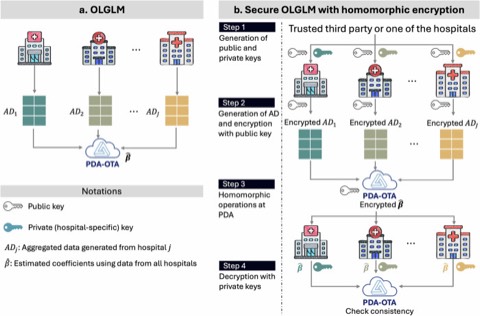 a. OLGLM
...
AD1
AD2
...
ADJ
PDA-OTA
β̂
Notations
Public key
Private (hospital-specific) key
ADj: Aggregated data generated from hospital j
β̂: Estimated coefficients using data from all hospitals
b. Secure OLGLM with homomorphic encryption
Step 1
Generation of
public and
private keys
Trusted third party or one of the hospitals
...
Step 2
Generation of AD
and encryption
with public key
Encrypted AD1
Encrypted AD2
Encrypted ADJ
...
Step 3
Homomorphic
operations at
PDA
PDA-OTA
Encrypted β̂
...
Step 4
Decryption with
private keys
β̂
β̂
β̂
PDA-OTA
Check consistency